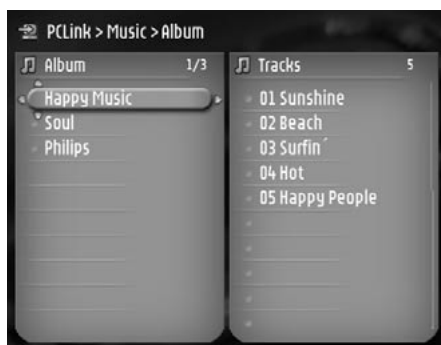 PCLink > Music > Album
Album 1/3
Happy Music
Soul
Philips
Tracks 5
01 Sunshine
02 Beach
03 Surfin´
04 Hot
05 Happy People